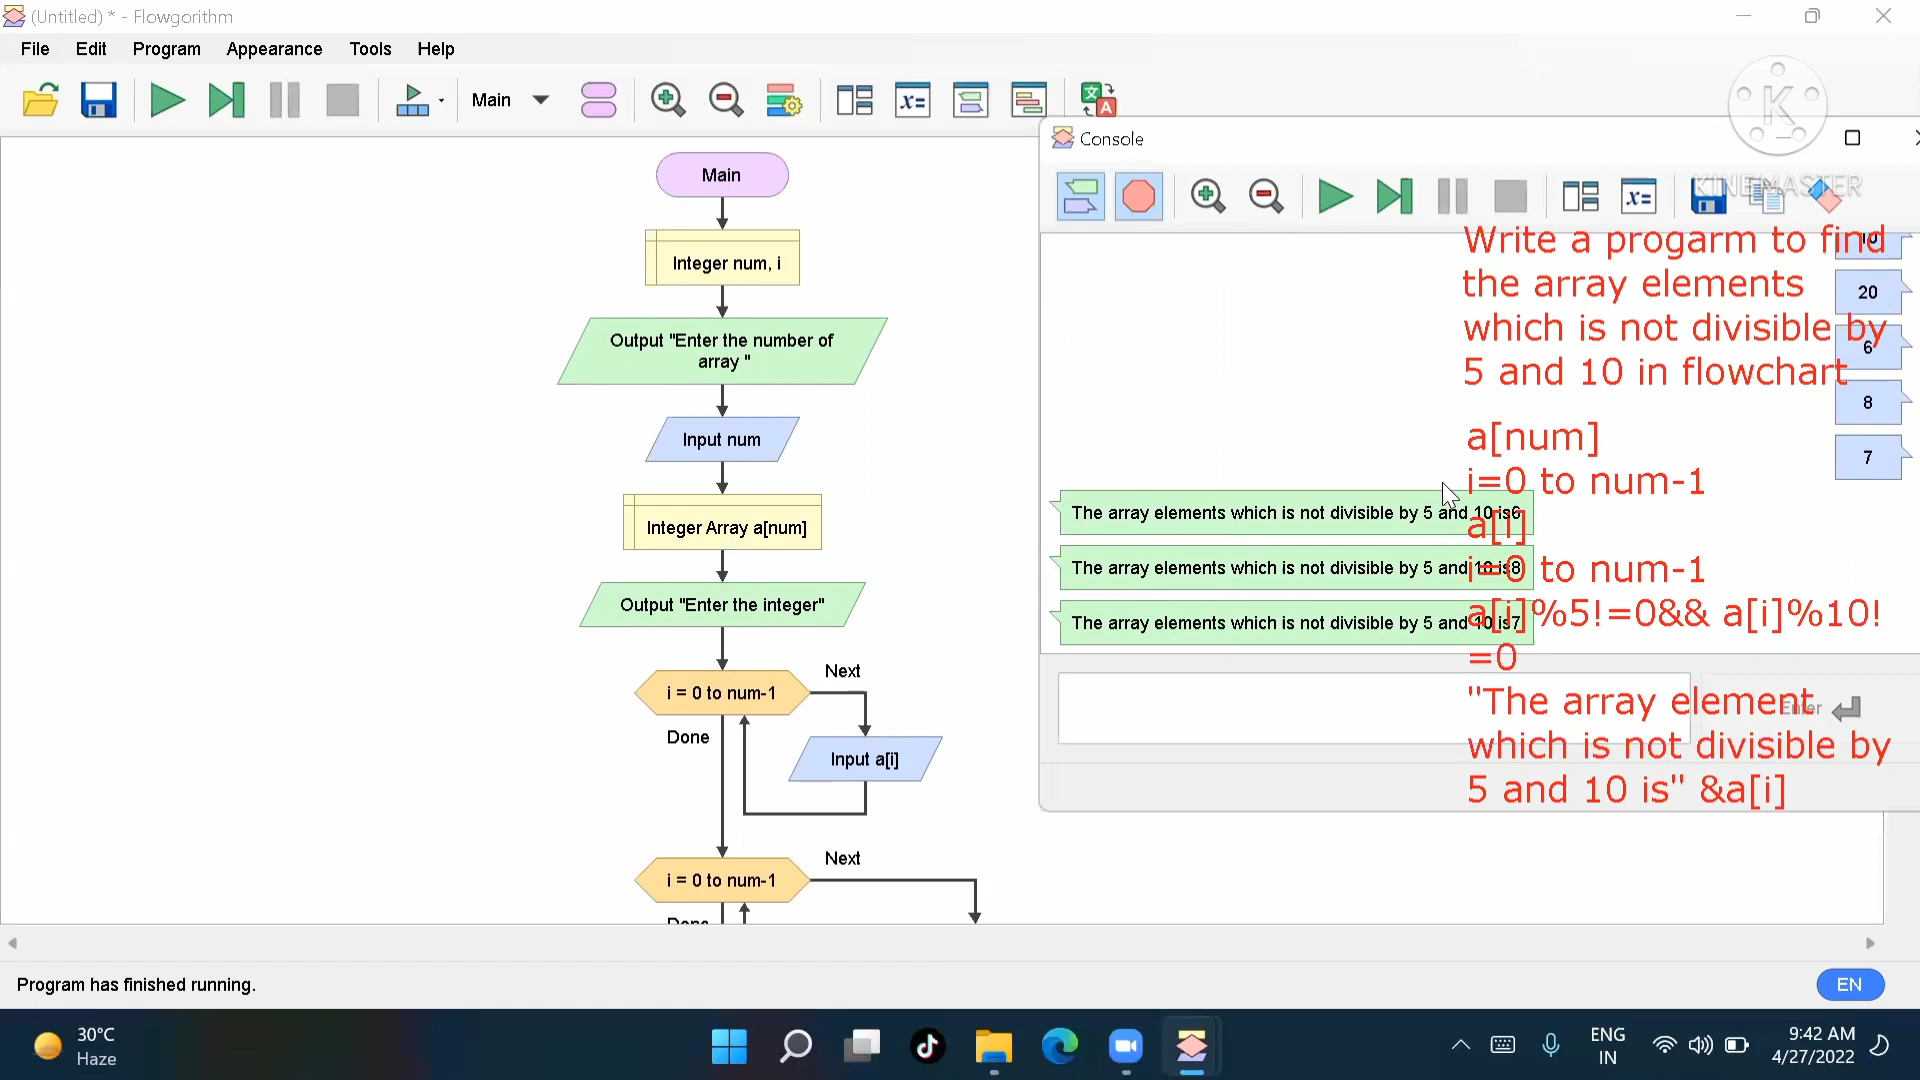 (Untitled) * - Flowgorithm
File Edit Program Appearance Tools Help
Main
Console
KINEMASTER
Main
Integer num, i
Output "Enter the number of
array "
Input num
Integer Array a[num]
Output "Enter the integer"
i = 0 to num-1
Next
Done
Input a[i]
i = 0 to num-1
Next
Done
10
20
6
8
7
The array elements which is not divisible by 5 and 10 is6
The array elements which is not divisible by 5 and 10 is8
The array elements which is not divisible by 5 and 10 is7
Enter
Write a progarm to find
the array elements
which is not divisible by
5 and 10 in flowchart
a[num]
i=0 to num-1
a[i]
i=0 to num-1
a[i]%5!=0&& a[i]%10!
=0
"The array element
which is not divisible by
5 and 10 is" &a[i]
Program has finished running.
EN
30°C
Haze
ENG
IN
9:42 AM
4/27/2022